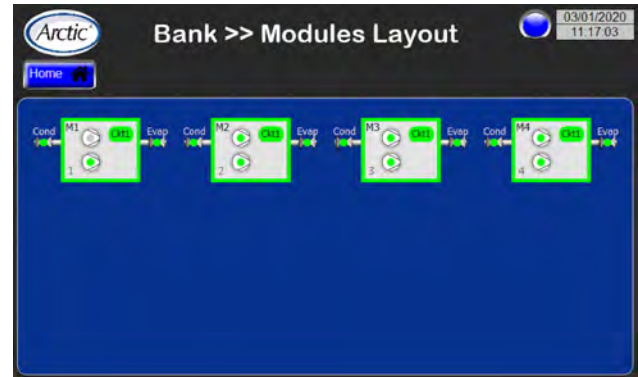 Arctic
Bank >> Modules Layout
03/01/2020
11:17:03
Home
Cond M1 Ckt1 Evap Cond M2 Ckt1 Evap Cond M3 Ckt1 Evap Cond M4 Ckt1 Evap
1 2 3 4